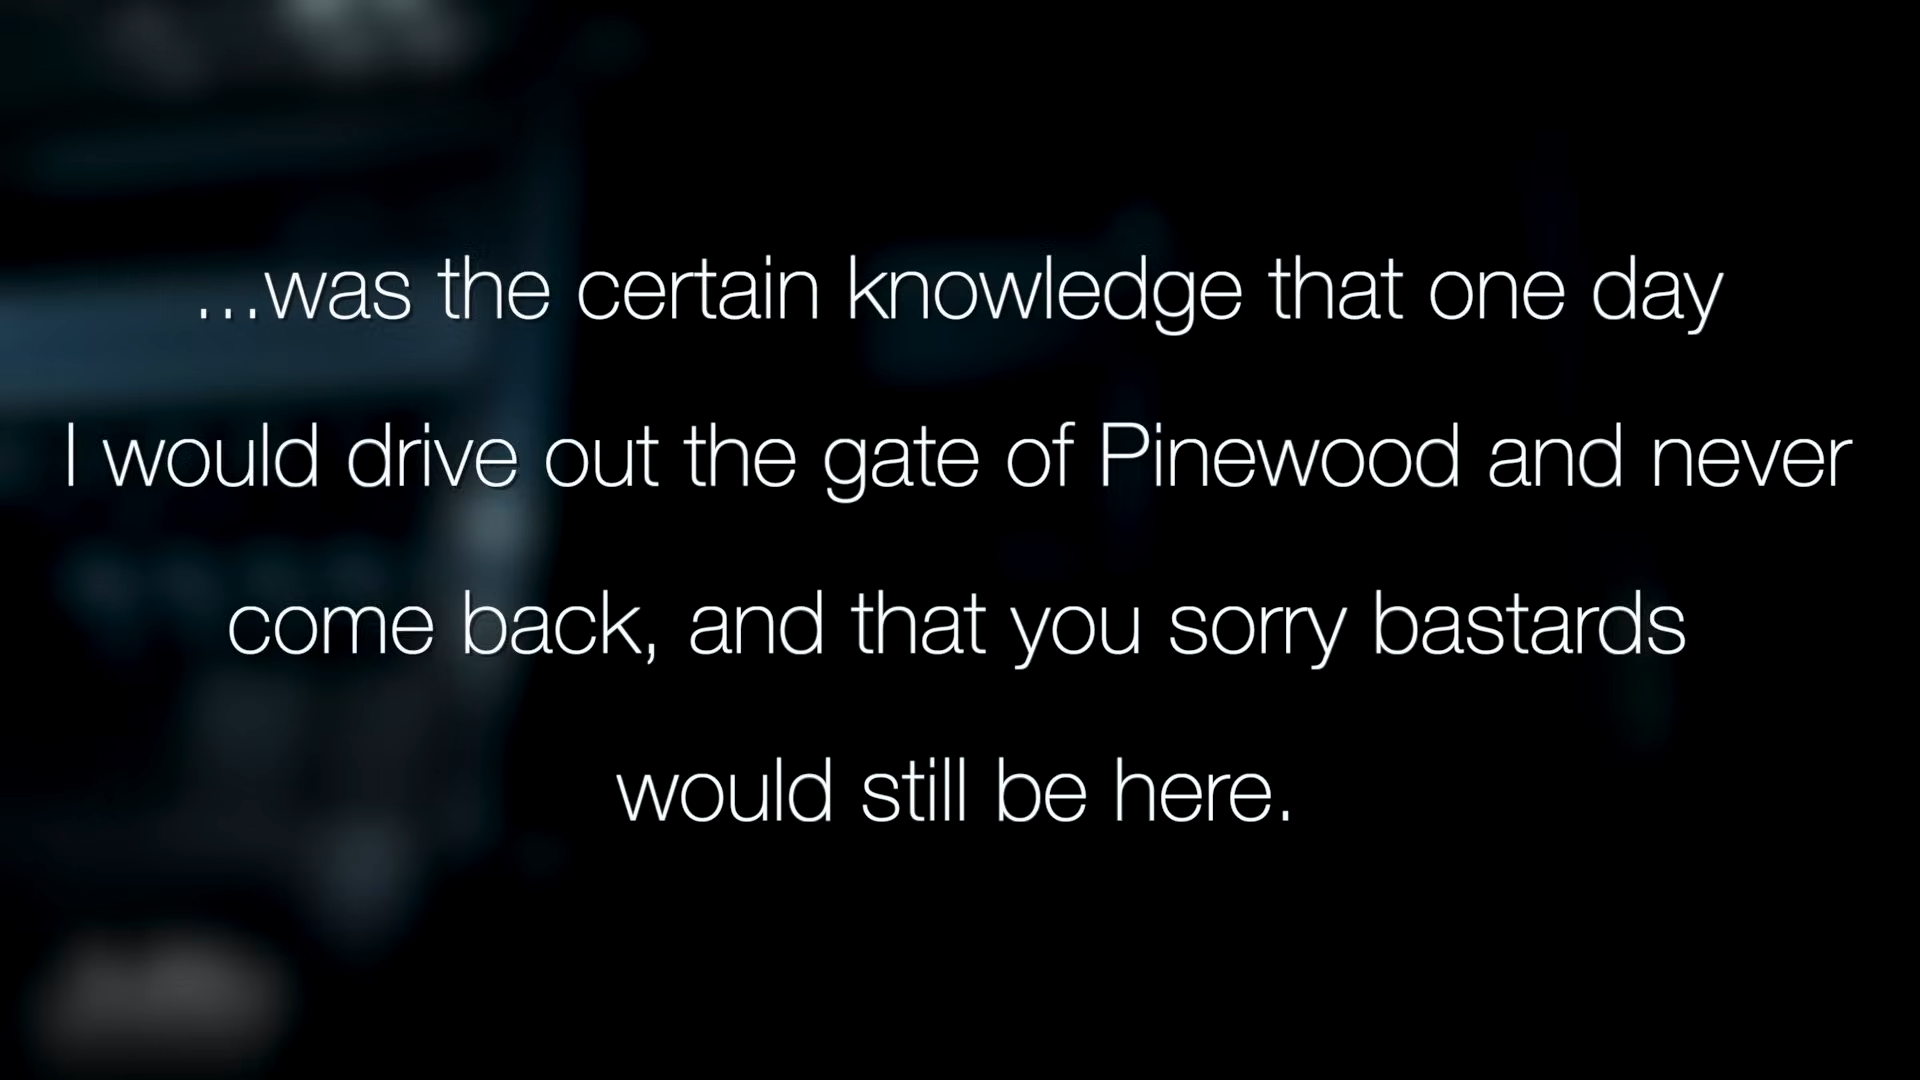 ...was the certain knowledge that one day
I would drive out the gate of Pinewood and never
come back, and that you sorry bastards
would still be here.